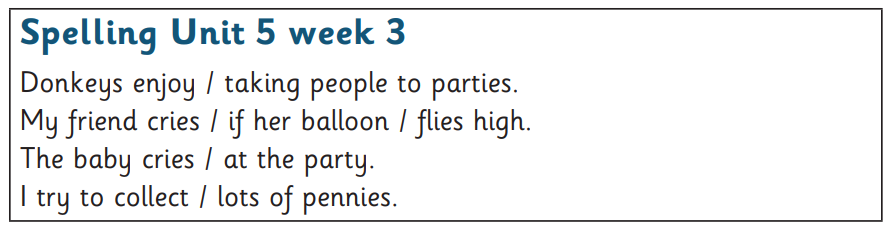 Spelling Unit 5 week 3
Donkeys enjoy / taking people to parties.
My friend cries / if her balloon / flies high.
The baby cries / at the party.
I try to collect / lots of pennies.